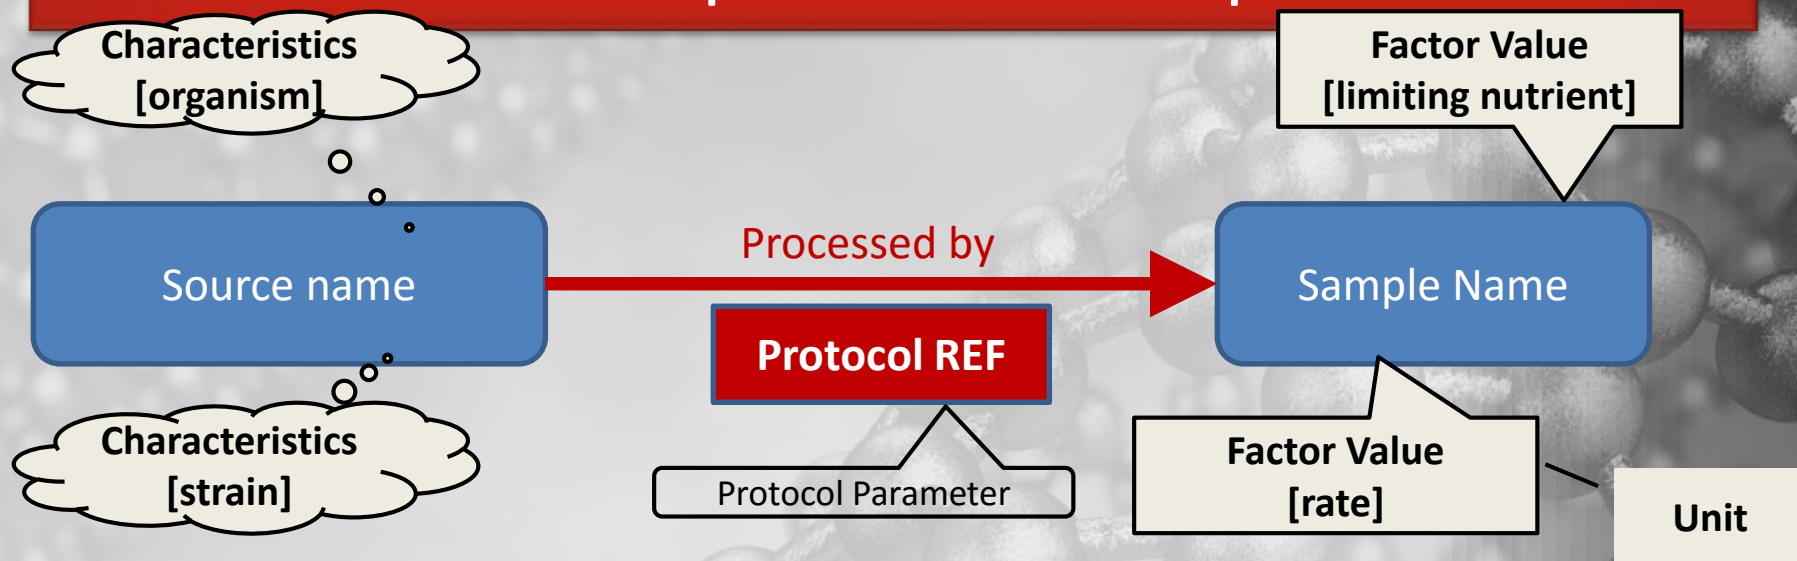 Characteristics
[organism]
Factor Value
[limiting nutrient]
Processed by
Source name
Sample Name
Protocol REF
Characteristics
[strain]
Protocol Parameter
Factor Value
[rate]
Unit